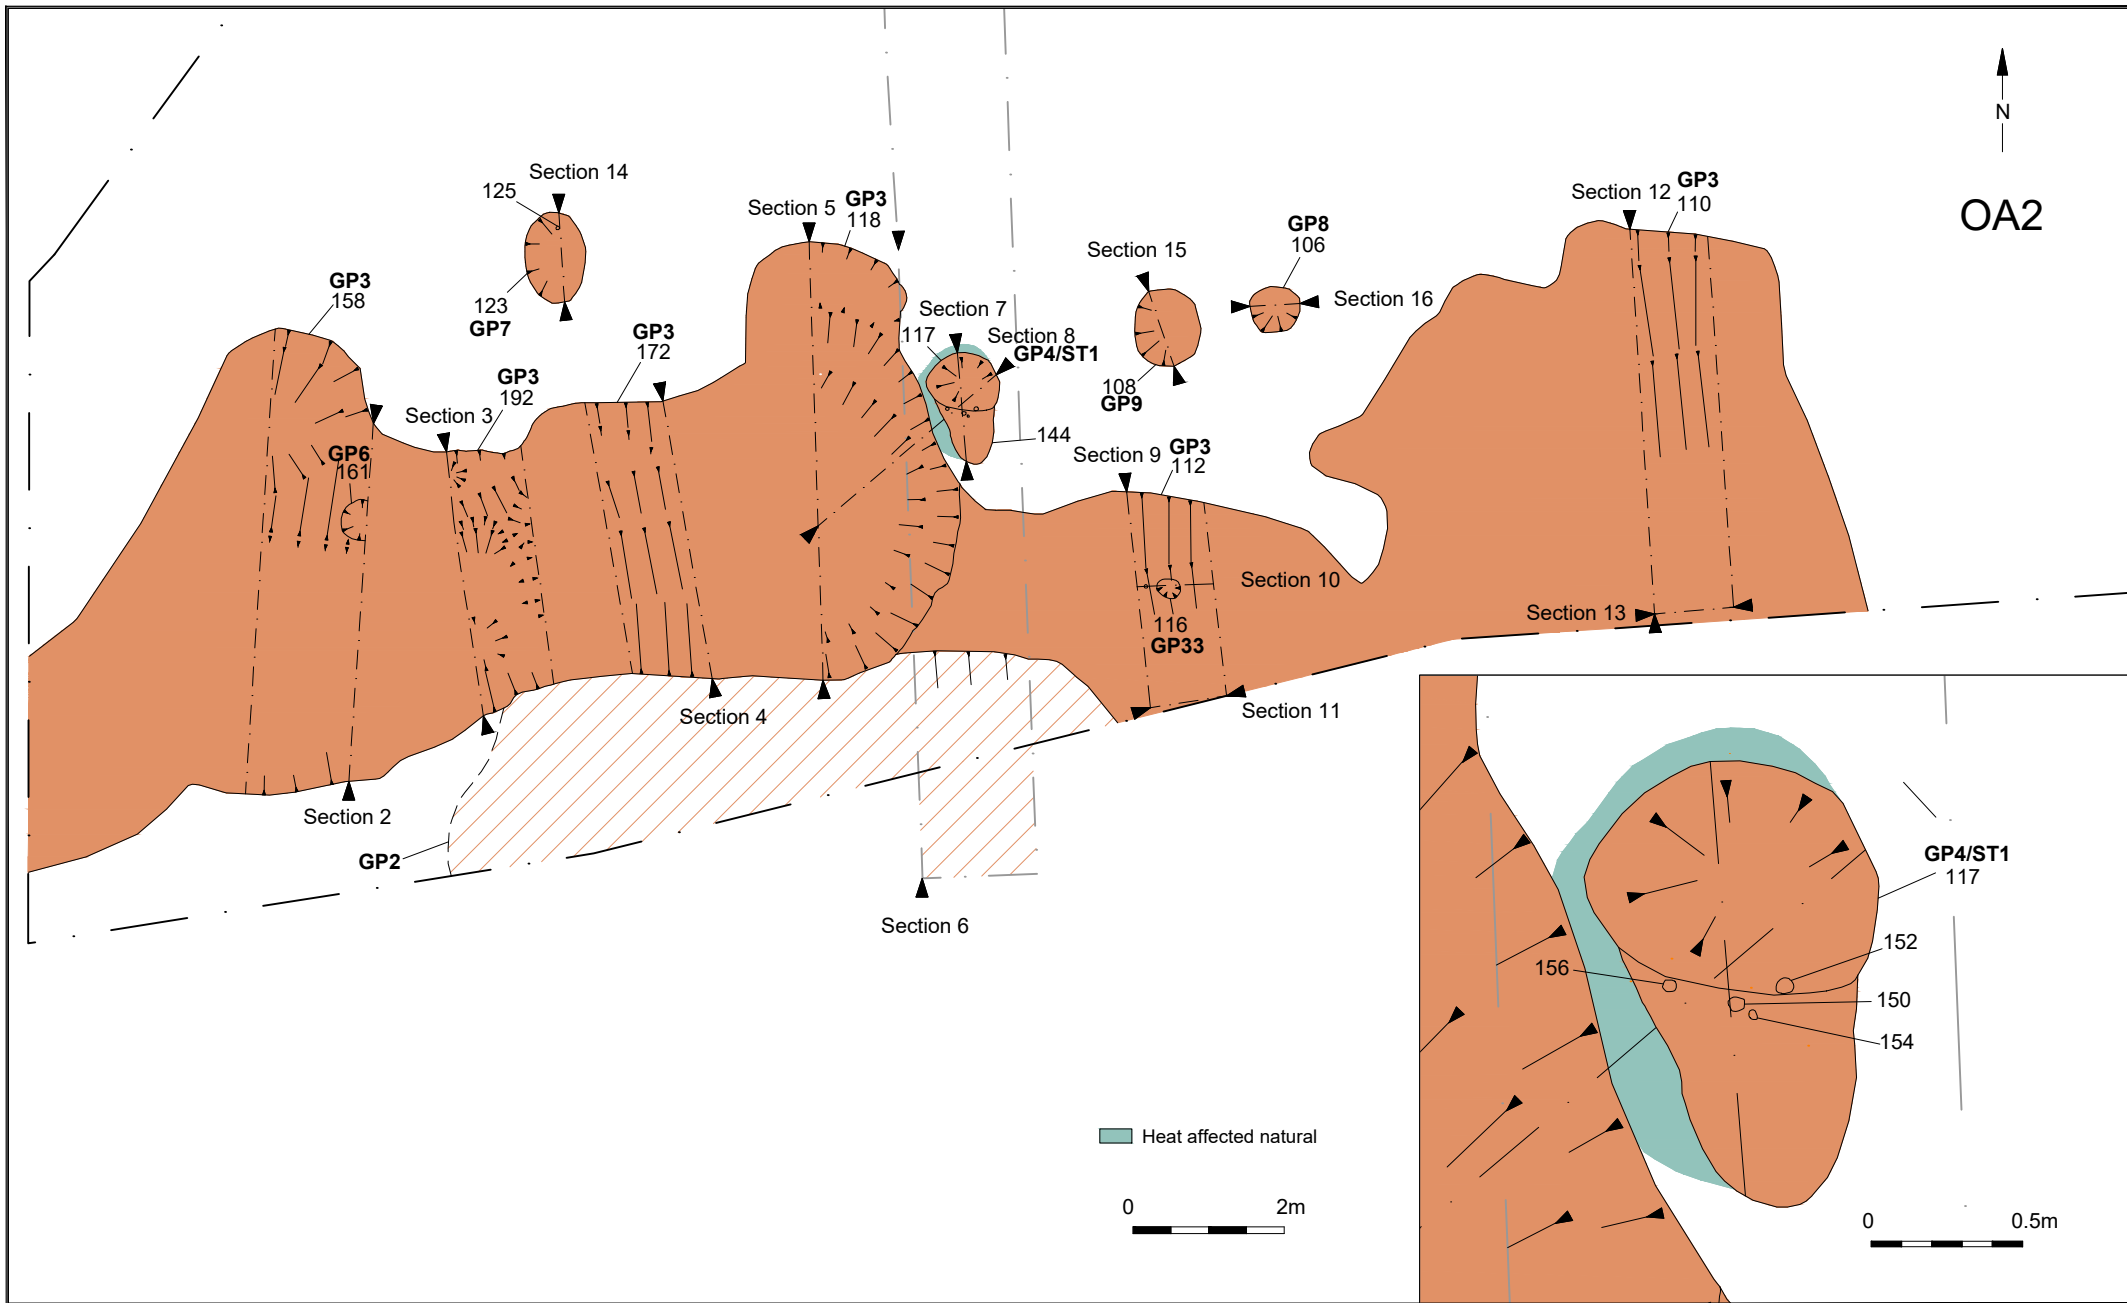 N
OA2
Section 14
125
123
GP7
GP3
158
GP6
161
Section 3
GP3
192
GP3
172
Section 5
GP3
118
Section 7
117
Section 8
GP4/ST1
144
Section 15
108
GP9
GP8
106
Section 16
Section 12
GP3
110
Section 9
GP3
112
Section 10
116
GP33
Section 13
Section 11
Section 4
Section 2
GP2
Section 6
GP4/ST1
117
152
156
150
154
Heat affected natural
0 2m
0 0.5m